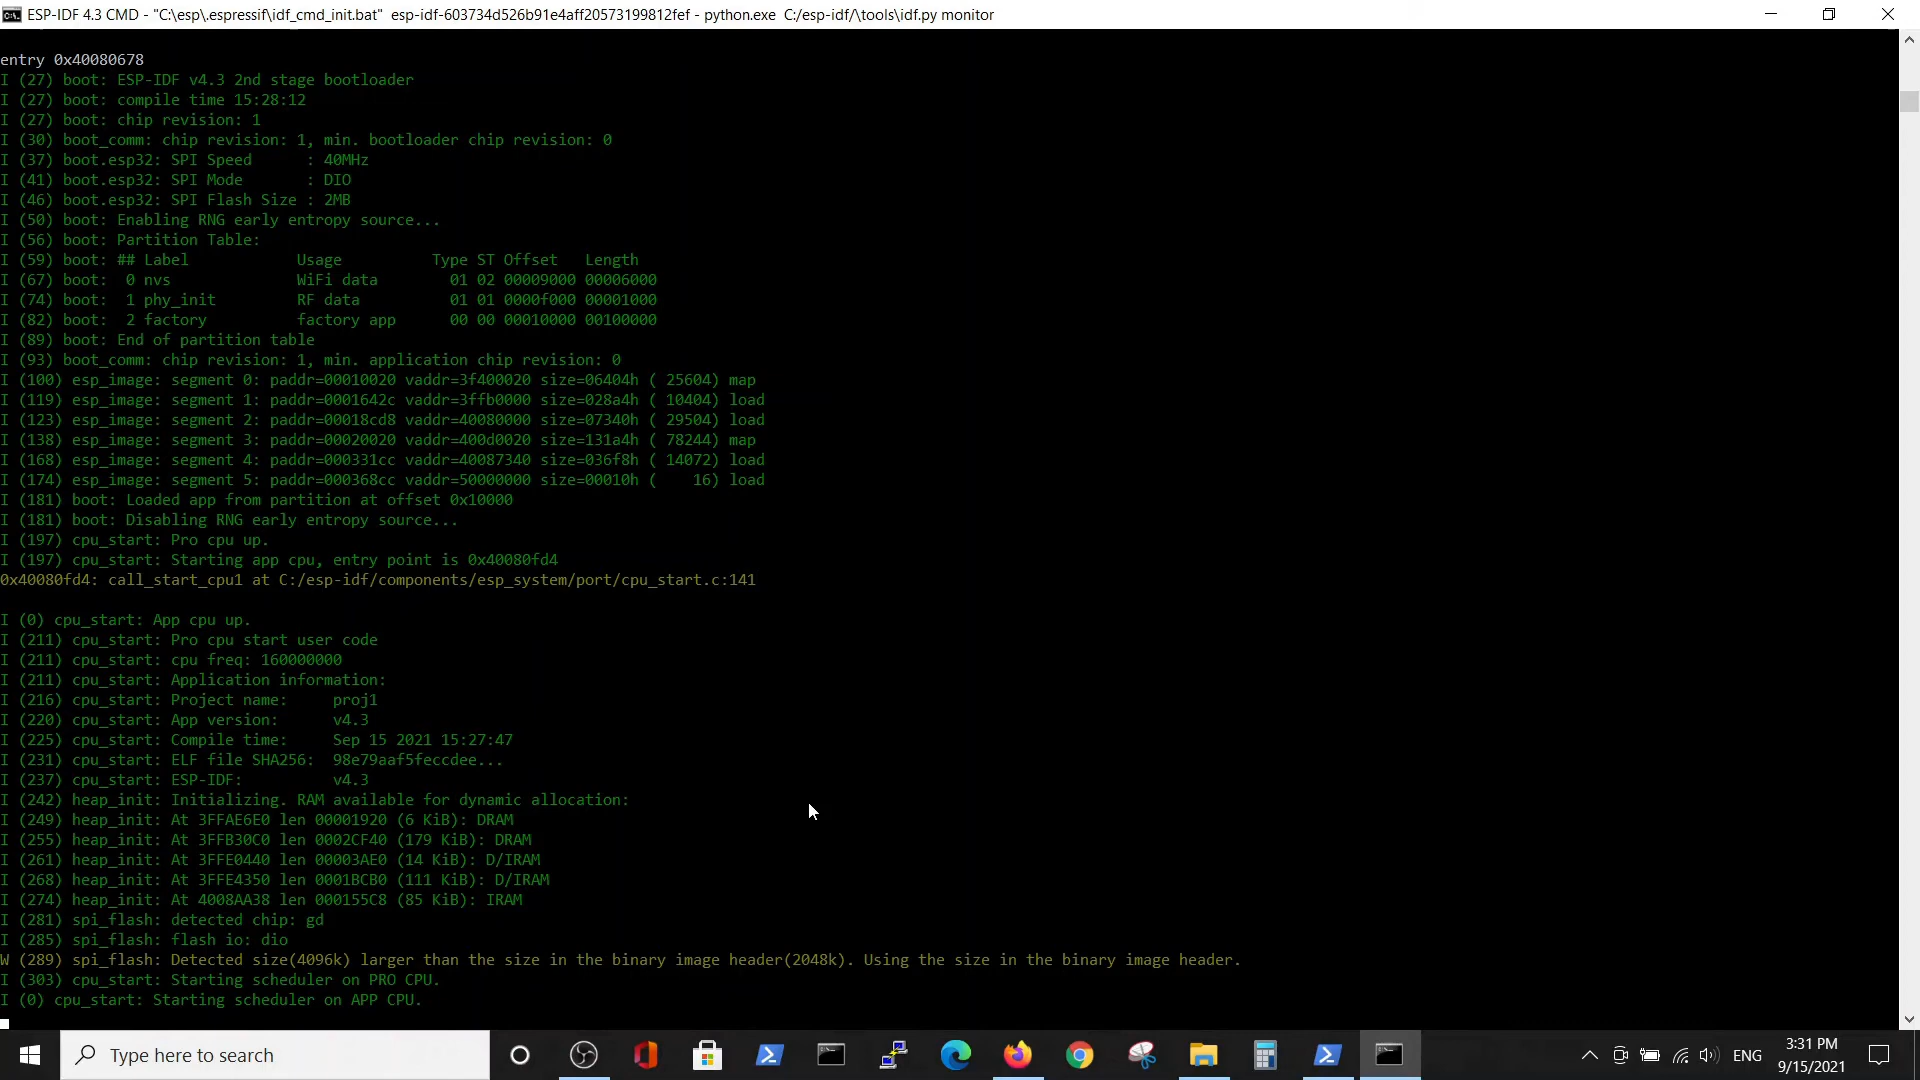 ESP-IDF 4.3 CMD - "C:\esp\.espressif\idf_cmd_init.bat"  esp-idf-603734d526b91e4aff20573199812fef - python.exe  C:/esp-idf/\tools\idf.py monitor
entry 0x40080678
I (27) boot: ESP-IDF v4.3 2nd stage bootloader
I (27) boot: compile time 15:28:12
I (27) boot: chip revision: 1
I (30) boot_comm: chip revision: 1, min. bootloader chip revision: 0
I (37) boot.esp32: SPI Speed      : 40MHz
I (41) boot.esp32: SPI Mode       : DIO
I (46) boot.esp32: SPI Flash Size : 2MB
I (50) boot: Enabling RNG early entropy source...
I (56) boot: Partition Table:
I (59) boot: ## Label            Usage          Type ST Offset   Length
I (67) boot:  0 nvs              WiFi data        01 02 00009000 00006000
I (74) boot:  1 phy_init         RF data          01 01 0000f000 00001000
I (82) boot:  2 factory          factory app      00 00 00010000 00100000
I (89) boot: End of partition table
I (93) boot_comm: chip revision: 1, min. application chip revision: 0
I (100) esp_image: segment 0: paddr=00010020 vaddr=3f400020 size=06404h ( 25604) map
I (119) esp_image: segment 1: paddr=0001642c vaddr=3ffb0000 size=028a4h ( 10404) load
I (123) esp_image: segment 2: paddr=00018cd8 vaddr=40080000 size=07340h ( 29504) load
I (138) esp_image: segment 3: paddr=00020020 vaddr=400d0020 size=131a4h ( 78244) map
I (168) esp_image: segment 4: paddr=000331cc vaddr=40087340 size=036f8h ( 14072) load
I (174) esp_image: segment 5: paddr=000368cc vaddr=50000000 size=00010h (    16) load
I (181) boot: Loaded app from partition at offset 0x10000
I (181) boot: Disabling RNG early entropy source...
I (197) cpu_start: Pro cpu up.
I (197) cpu_start: Starting app cpu, entry point is 0x40080fd4
0x40080fd4: call_start_cpu1 at C:/esp-idf/components/esp_system/port/cpu_start.c:141
I (0) cpu_start: App cpu up.
I (211) cpu_start: Pro cpu start user code
I (211) cpu_start: cpu freq: 160000000
I (211) cpu_start: Application information:
I (216) cpu_start: Project name:     proj1
I (220) cpu_start: App version:      v4.3
I (225) cpu_start: Compile time:     Sep 15 2021 15:27:47
I (231) cpu_start: ELF file SHA256:  98e79aaf5feccdee...
I (237) cpu_start: ESP-IDF:          v4.3
I (242) heap_init: Initializing. RAM available for dynamic allocation:
I (249) heap_init: At 3FFAE6E0 len 00001920 (6 KiB): DRAM
I (255) heap_init: At 3FFB30C0 len 0002CF40 (179 KiB): DRAM
I (261) heap_init: At 3FFE0440 len 00003AE0 (14 KiB): D/IRAM
I (268) heap_init: At 3FFE4350 len 0001BCB0 (111 KiB): D/IRAM
I (274) heap_init: At 4008AA38 len 000155C8 (85 KiB): IRAM
I (281) spi_flash: detected chip: gd
I (285) spi_flash: flash io: dio
W (289) spi_flash: Detected size(4096k) larger than the size in the binary image header(2048k). Using the size in the binary image header.
I (303) cpu_start: Starting scheduler on PRO CPU.
I (0) cpu_start: Starting scheduler on APP CPU.
Type here to search
ENG
3:31 PM
9/15/2021